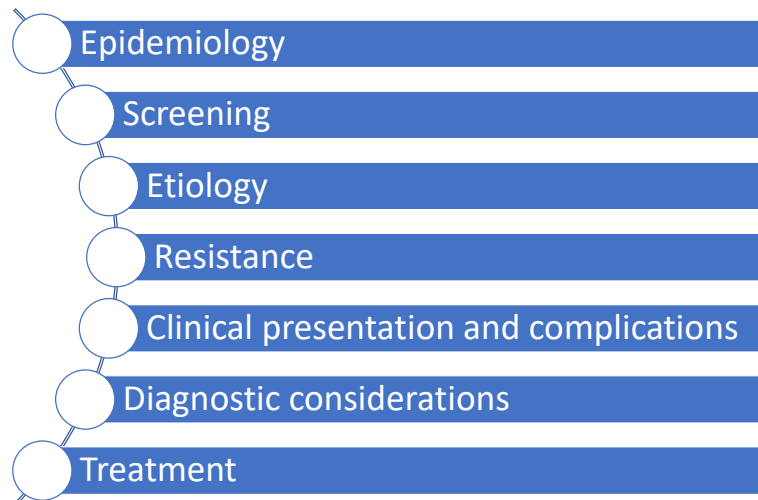 Epidemiology
Screening
Etiology
Resistance
Clinical presentation and complications
Diagnostic considerations
Treatment